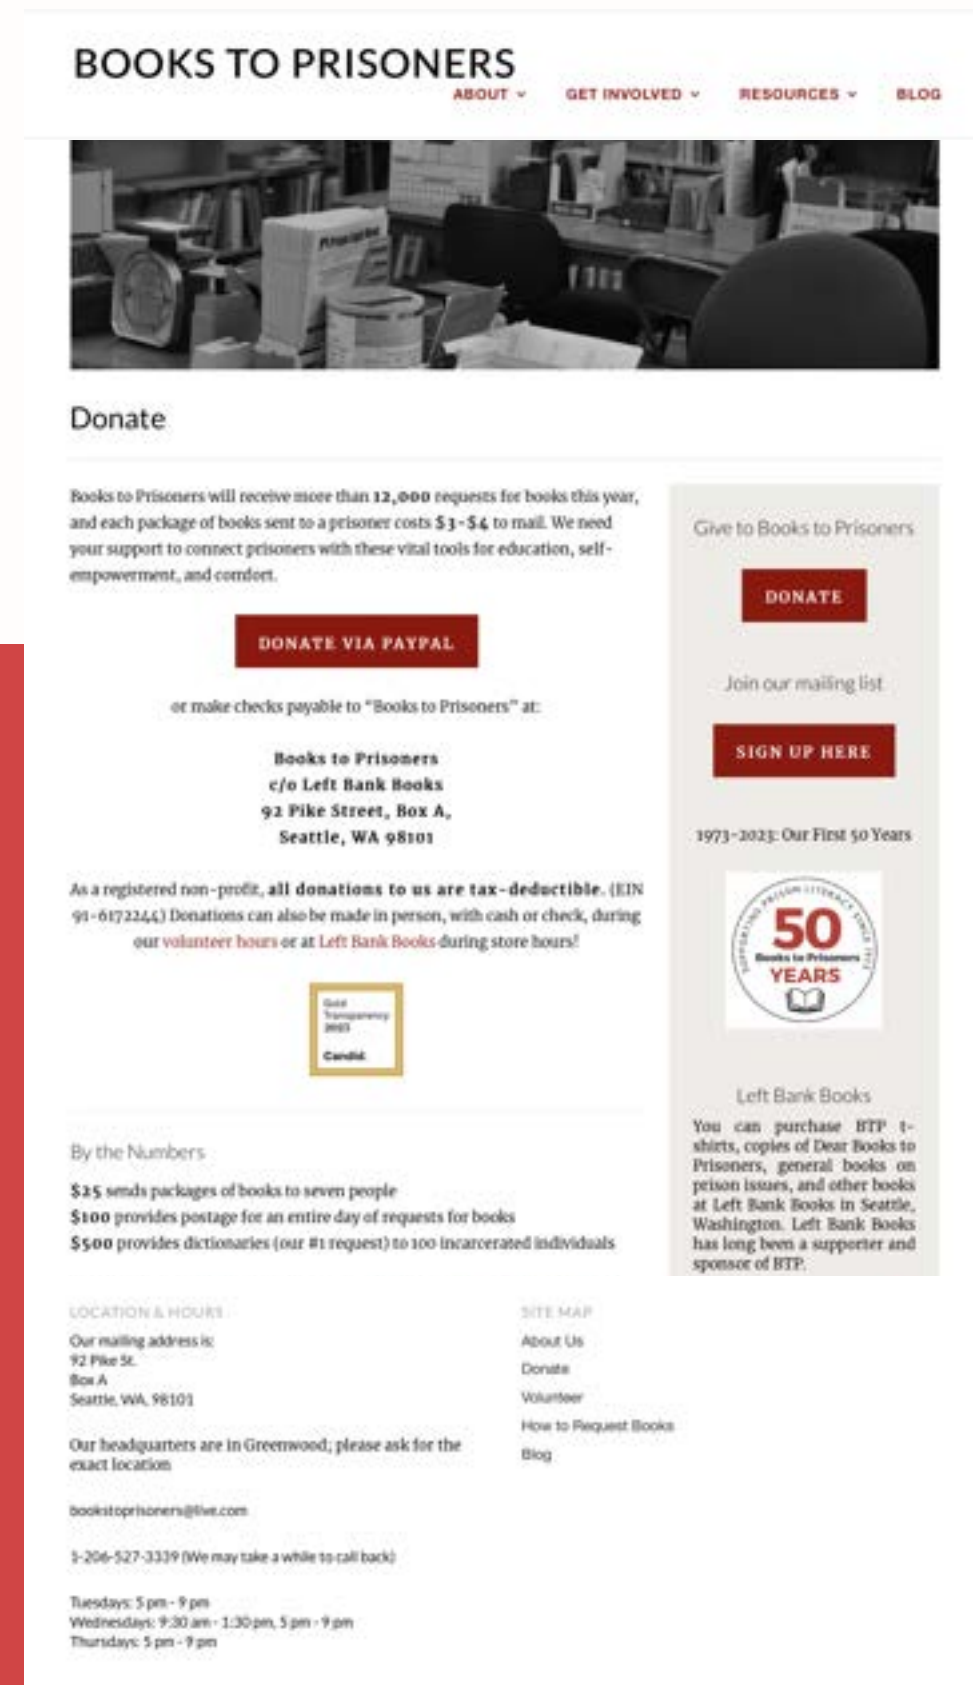 BOOKS TO PRISONERS
ABOUT
GET INVOLVED
RESOURCES
BLOG
Donate
Books to Prisoners will receive more than 12,000 requests for books this year,
and each package of books sent to a prisoner costs $3-$4 to mail. We need
your support to connect prisoners with these vital tools for education, self-
empowerment, and comfort.
DONATE VIA PAYPAL
or make checks payable to “Books to Prisoners” at:
Books to Prisoners
c/o Left Bank Books
92 Pike Street, Box A,
Seattle, WA 98101
As a registered non-profit, all donations to us are tax-deductible. (EIN
91-6172244) Donations can also be made in person, with cash or check, during
our volunteer hours or at Left Bank Books during store hours!
Gold
Transparency
2023
Candid.
By the Numbers
$25 sends packages of books to seven people
$100 provides postage for an entire day of requests for books
$500 provides dictionaries (our #1 request) to 100 incarcerated individuals
Give to Books to Prisoners
DONATE
Join our mailing list
SIGN UP HERE
1973-2023: Our First 50 Years
SUPPORTING PRISON LITERACY SINCE 1973
50
Books to Prisoners
YEARS
Left Bank Books
You can purchase BTP t-
shirts, copies of Dear Books to
Prisoners, general books on
prison issues, and other books
at Left Bank Books in Seattle,
Washington. Left Bank Books
has long been a supporter and
sponsor of BTP.
LOCATION & HOURS
Our mailing address is:
92 Pike St.
Box A
Seattle, WA, 98101
Our headquarters are in Greenwood; please ask for the
exact location
bookstoprisoners@live.com
1-206-527-3339 (We may take a while to call back)
Tuesdays: 5 pm - 9 pm
Wednesdays: 9:30 am - 1:30 pm, 5 pm - 9 pm
Thursdays: 5 pm - 9 pm
SITE MAP
About Us
Donate
Volunteer
How to Request Books
Blog